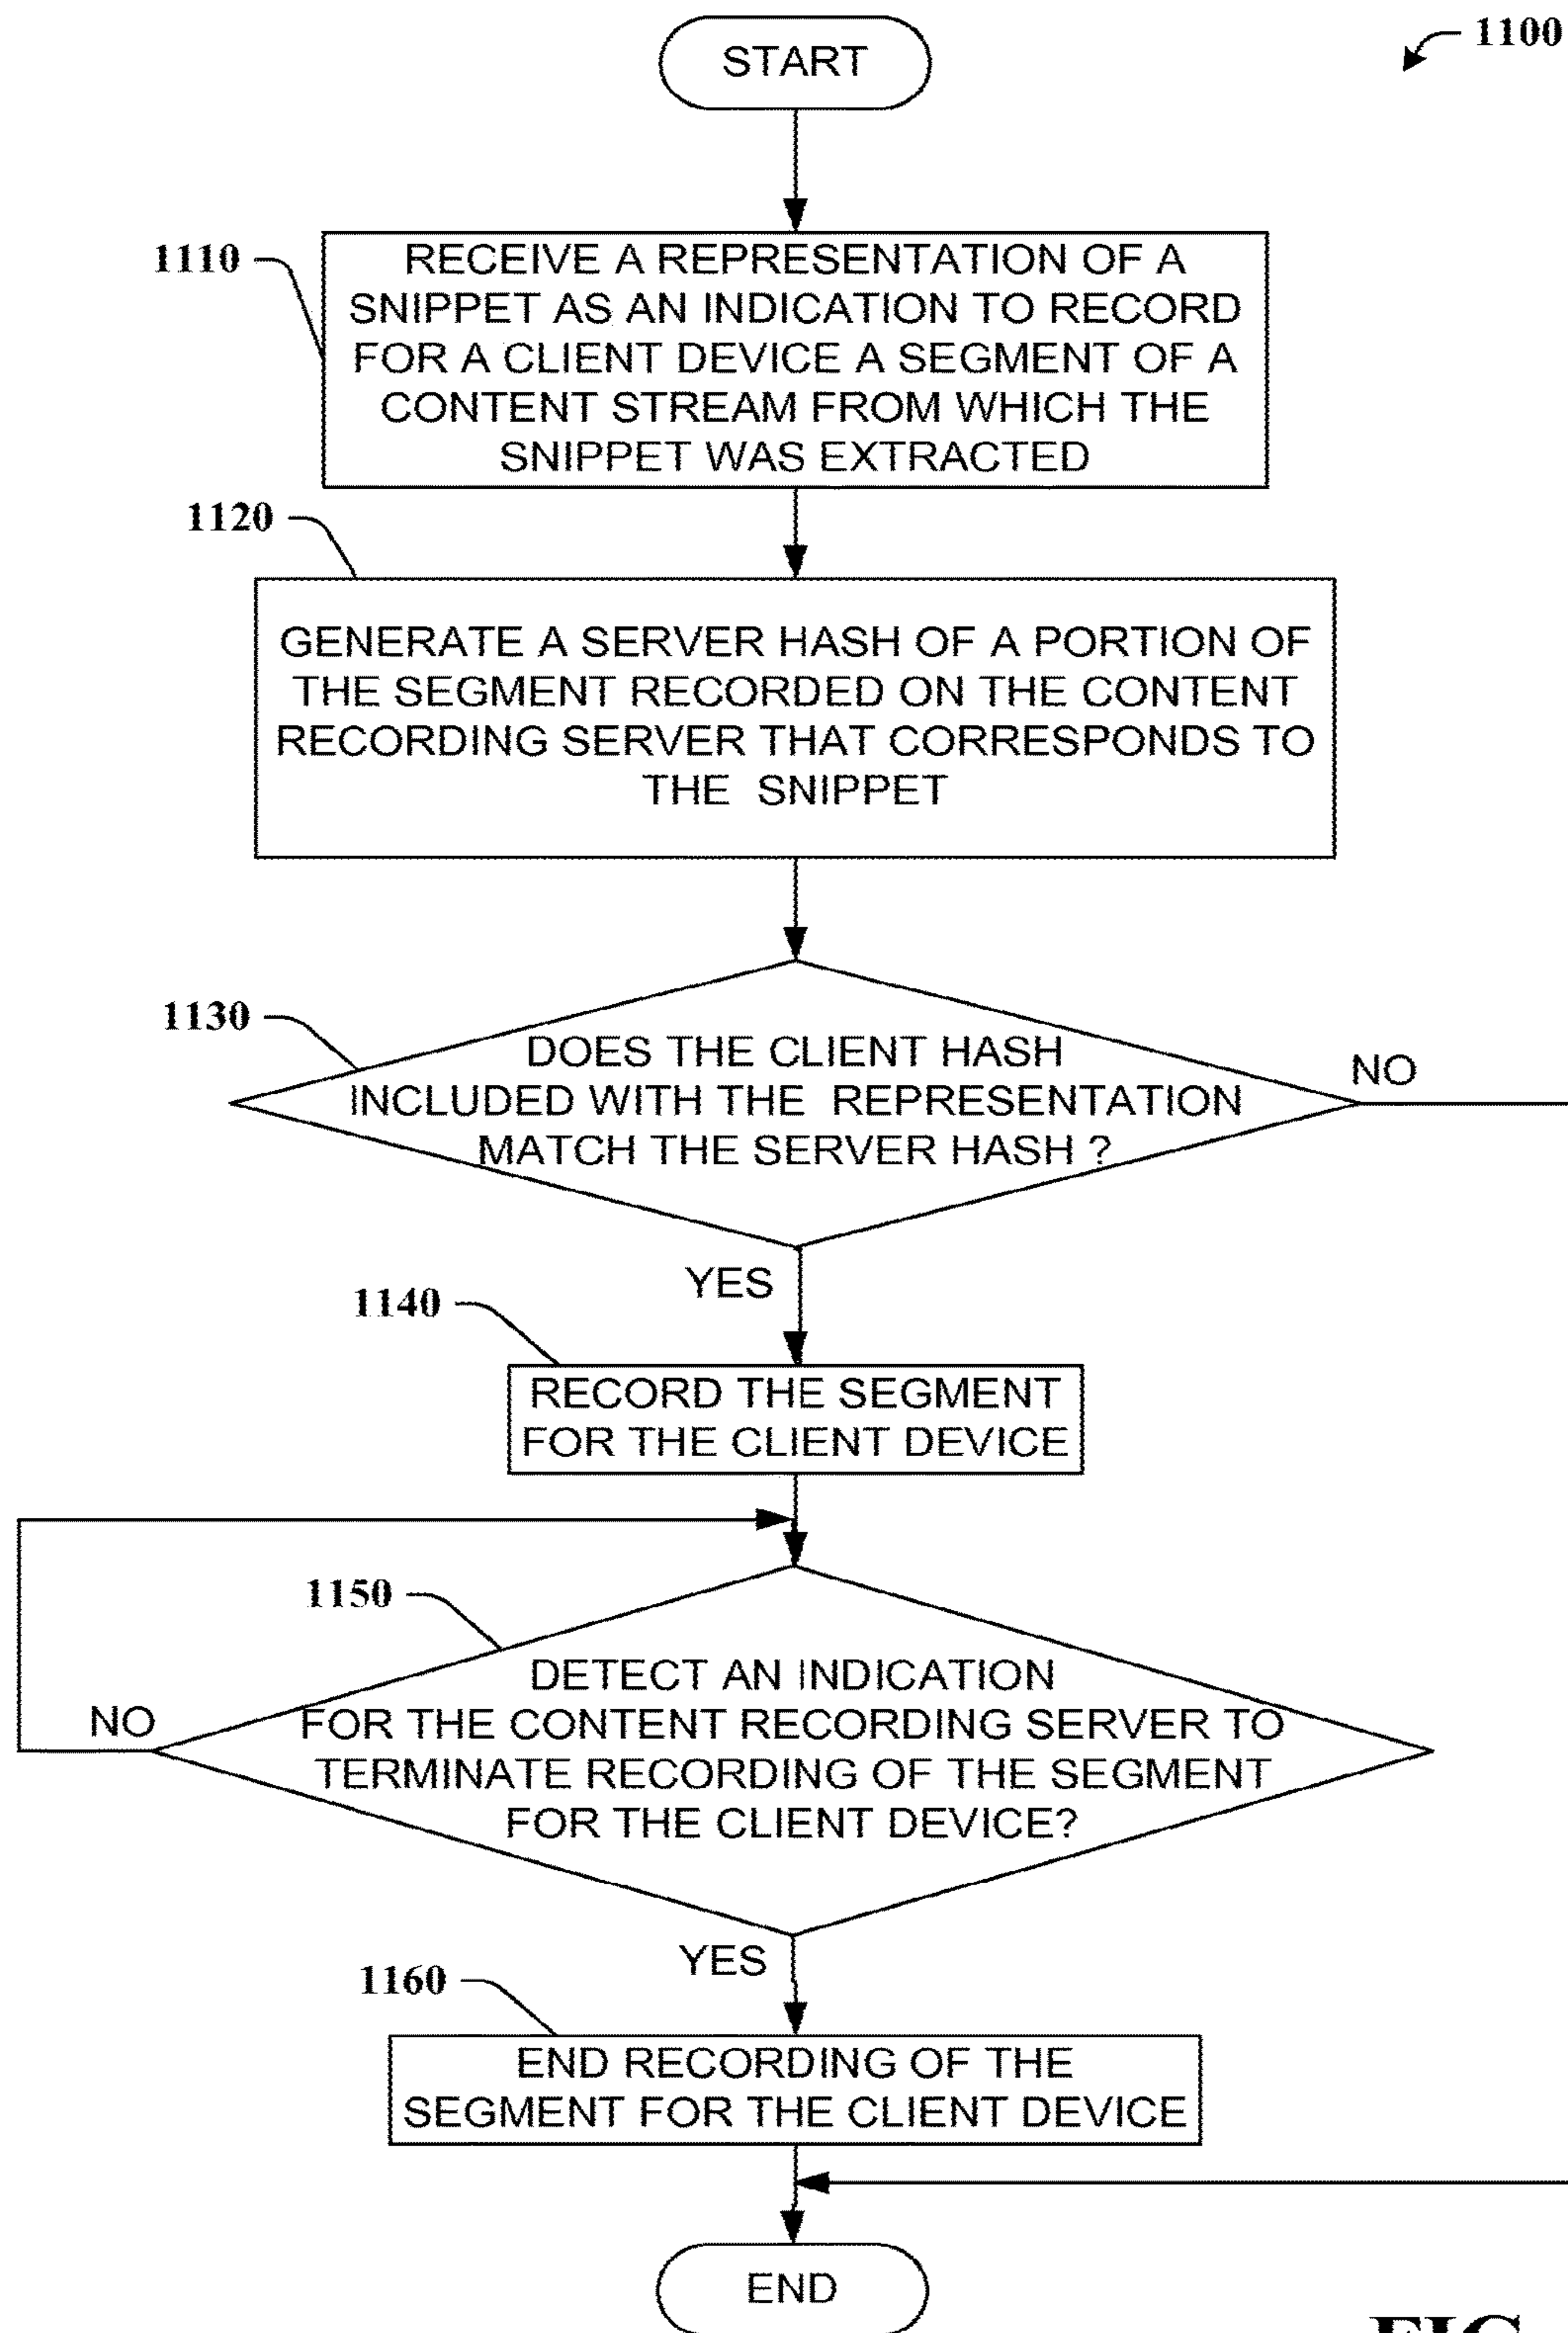 START
1100
1110
RECEIVE A REPRESENTATION OF A
SNIPPET AS AN INDICATION TO RECORD
FOR A CLIENT DEVICE A SEGMENT OF A
CONTENT STREAM FROM WHICH THE
SNIPPET WAS EXTRACTED
1120
GENERATE A SERVER HASH OF A PORTION OF
THE SEGMENT RECORDED ON THE CONTENT
RECORDING SERVER THAT CORRESPONDS TO
THE SNIPPET
1130
DOES THE CLIENT HASH
INCLUDED WITH THE REPRESENTATION
MATCH THE SERVER HASH ?
NO
YES
1140
RECORD THE SEGMENT
FOR THE CLIENT DEVICE
1150
DETECT AN INDICATION
FOR THE CONTENT RECORDING SERVER TO
TERMINATE RECORDING OF THE SEGMENT
FOR THE CLIENT DEVICE?
NO
YES
1160
END RECORDING OF THE
SEGMENT FOR THE CLIENT DEVICE
END